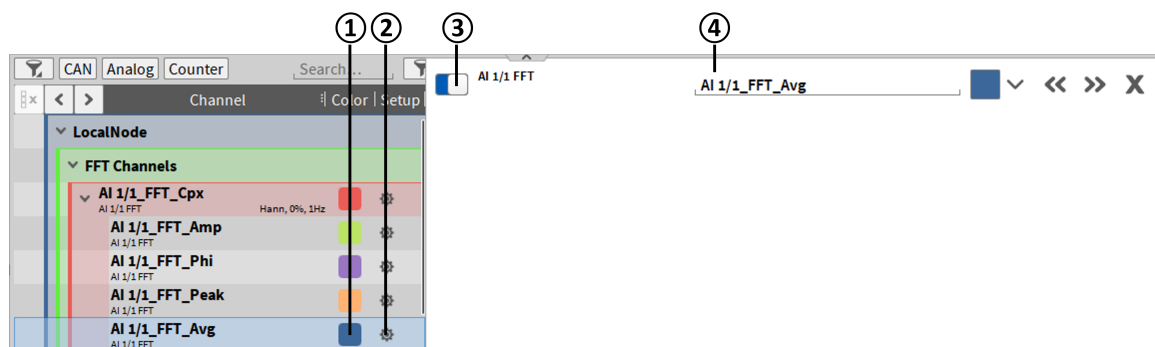 ① ② ③ ④
CAN Analog Counter Search...
Channel Color Setup
LocalNode
FFT Channels
AI 1/1_FFT_Cpx
AI 1/1 FFT Hann, 0%, 1Hz
AI 1/1_FFT_Amp
AI 1/1 FFT
AI 1/1_FFT_Phi
AI 1/1 FFT
AI 1/1_FFT_Peak
AI 1/1 FFT
AI 1/1_FFT_Avg
AI 1/1 FFT
AI 1/1 FFT
AI 1/1_FFT_Avg